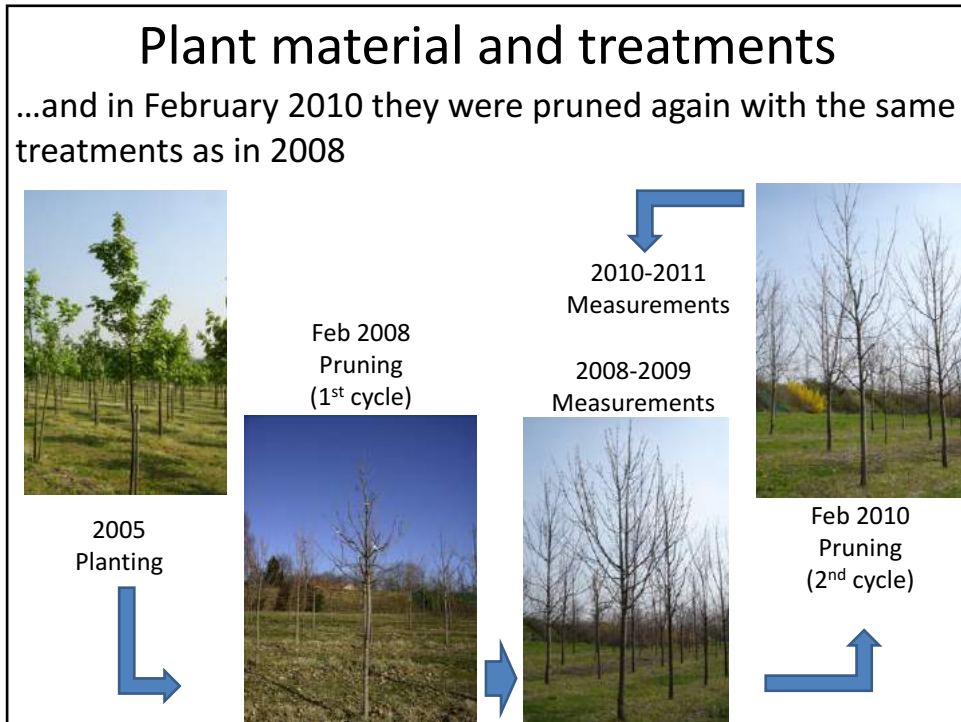 Plant material and treatments
…and in February 2010 they were pruned again with the same
treatments as in 2008
2005
Planting
Feb 2008
Pruning
(1st cycle)
2008-2009
Measurements
Feb 2010
Pruning
(2nd cycle)
2010-2011
Measurements